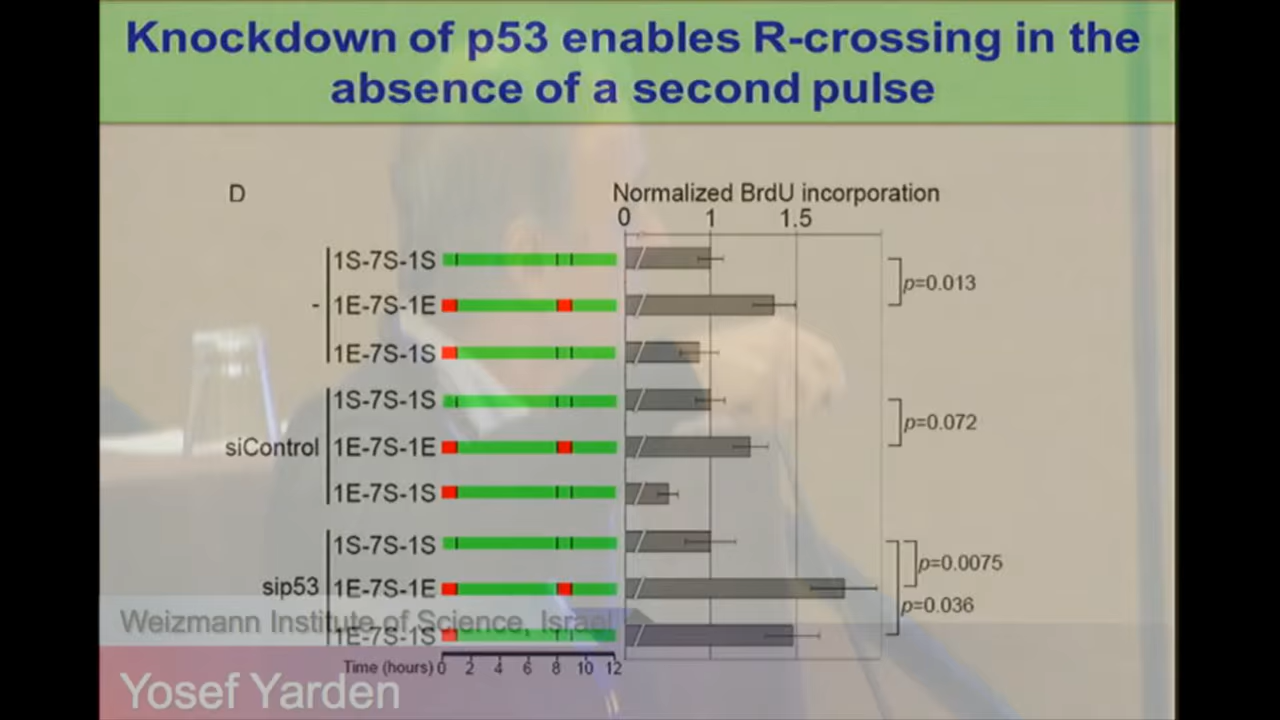 Knockdown of p53 enables R-crossing in the
absence of a second pulse
D
Normalized BrdU incorporation
0 1 1.5
1S-7S-1S
- 1E-7S-1E
1E-7S-1S
p=0.013
1S-7S-1S
siControl 1E-7S-1E
1E-7S-1S
p=0.072
1S-7S-1S
sip53 1E-7S-1E
1E-7S-1S
p=0.0075
p=0.036
Time (hours) 0 2 4 6 8 10 12
Weizmann Institute of Science, Israel
Yosef Yarden